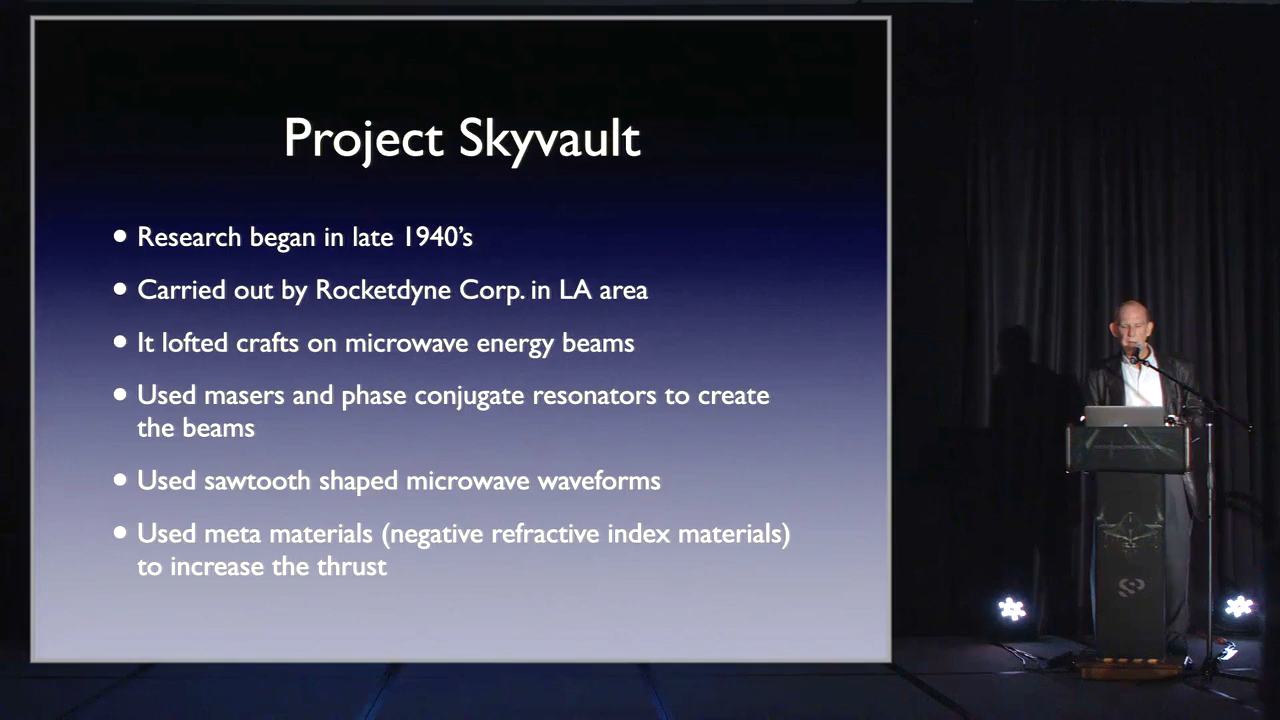 Project Skyvault
• Research began in late 1940’s
• Carried out by Rocketdyne Corp. in LA area
• It lofted crafts on microwave energy beams
• Used masers and phase conjugate resonators to create
the beams
• Used sawtooth shaped microwave waveforms
• Used meta materials (negative refractive index materials)
to increase the thrust